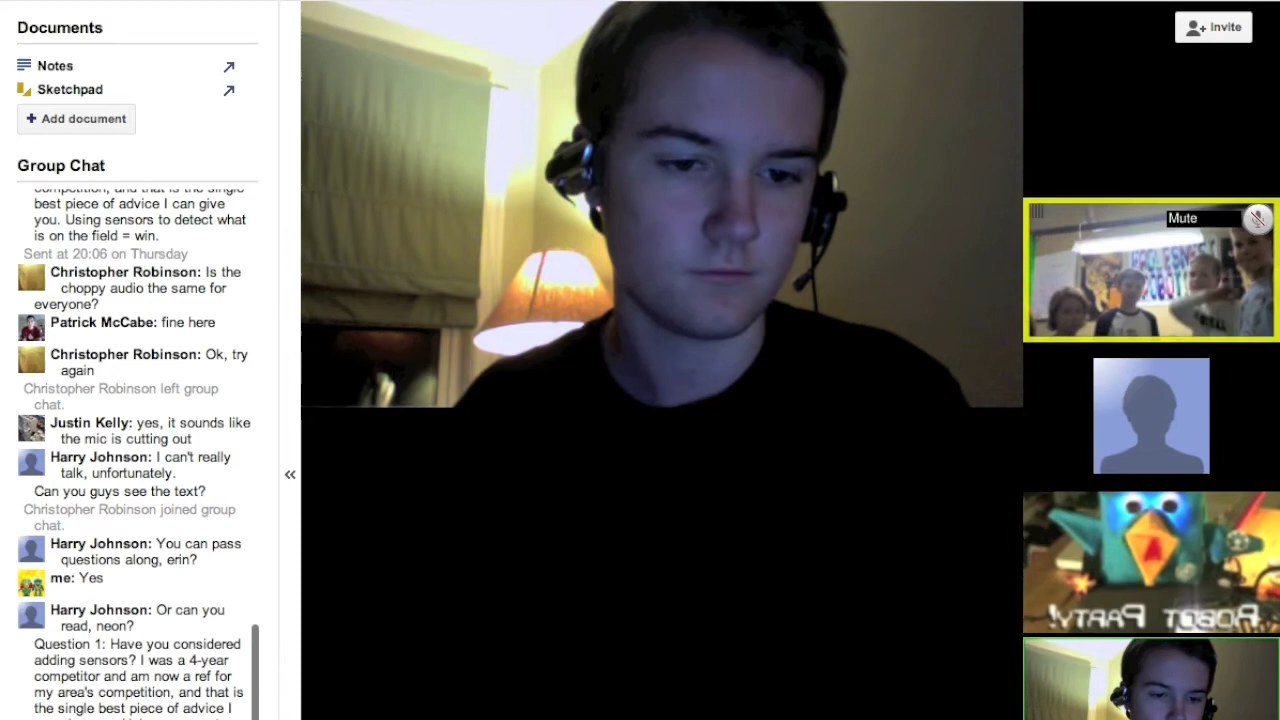 Documents
Notes
Sketchpad
+ Add document
Group Chat
competition, and that is the single
best piece of advice I can give
you. Using sensors to detect what
is on the field = win.
Sent at 20:06 on Thursday
Christopher Robinson: Is the
choppy audio the same for
everyone?
Patrick McCabe: fine here
Christopher Robinson: Ok, try
again
Christopher Robinson left group
chat.
Justin Kelly: yes, it sounds like
the mic is cutting out
Harry Johnson: I can't really
talk, unfortunately.
Can you guys see the text?
Christopher Robinson joined group
chat.
Harry Johnson: You can pass
questions along, erin?
me: Yes
Harry Johnson: Or can you
read, neon?
Question 1: Have you considered
adding sensors? I was a 4-year
competitor and am now a ref for
my area's competition, and that is
the single best piece of advice I
«
Invite
Mute
ROBOT PARTY!